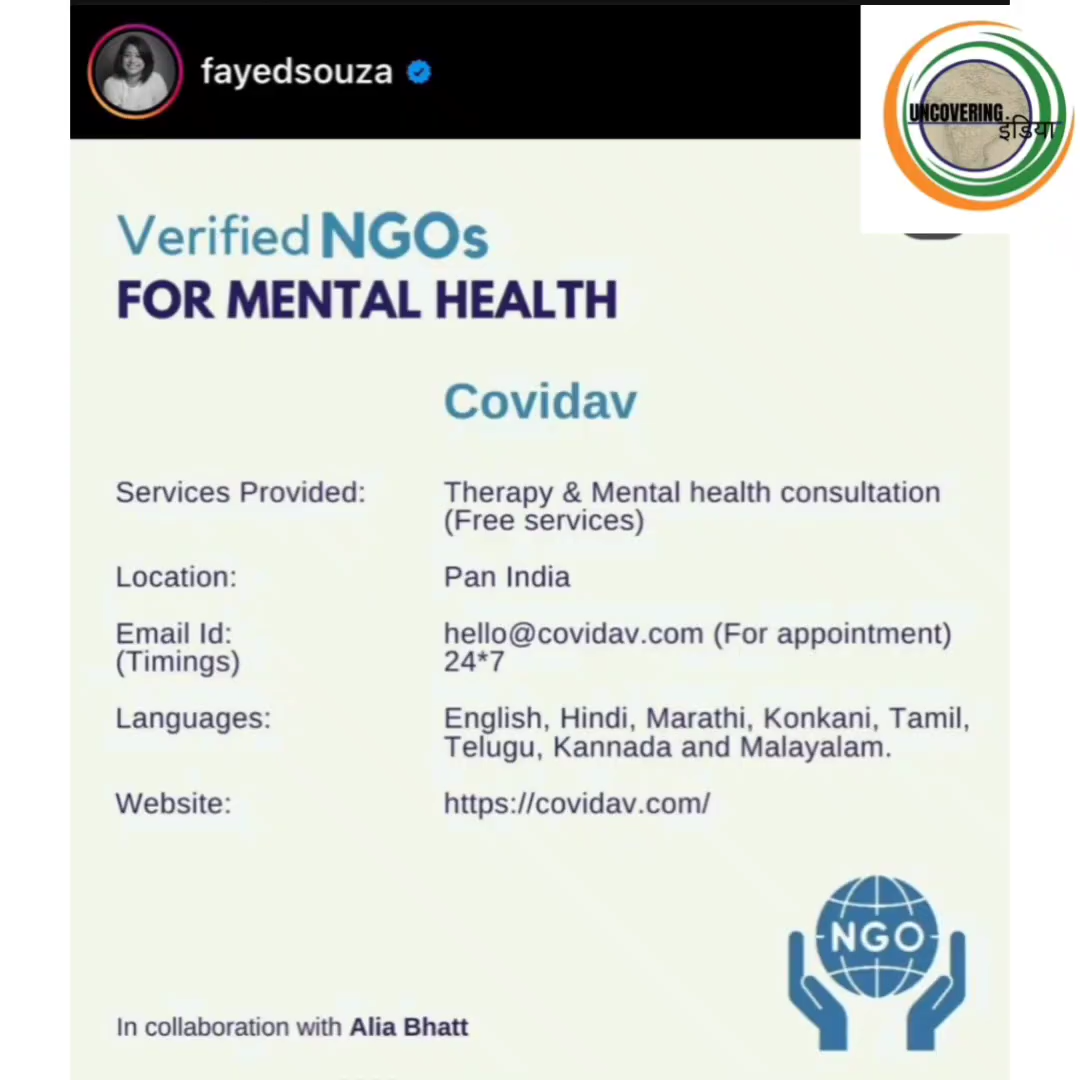 fayedsouza
UNCOVERING
इंडिया
Verified NGOs
FOR MENTAL HEALTH
Covidav
Services Provided: Therapy & Mental health consultation
(Free services)
Location: Pan India
Email Id: hello@covidav.com (For appointment)
(Timings) 24*7
Languages: English, Hindi, Marathi, Konkani, Tamil,
Telugu, Kannada and Malayalam.
Website: https://covidav.com/
NGO
In collaboration with Alia Bhatt